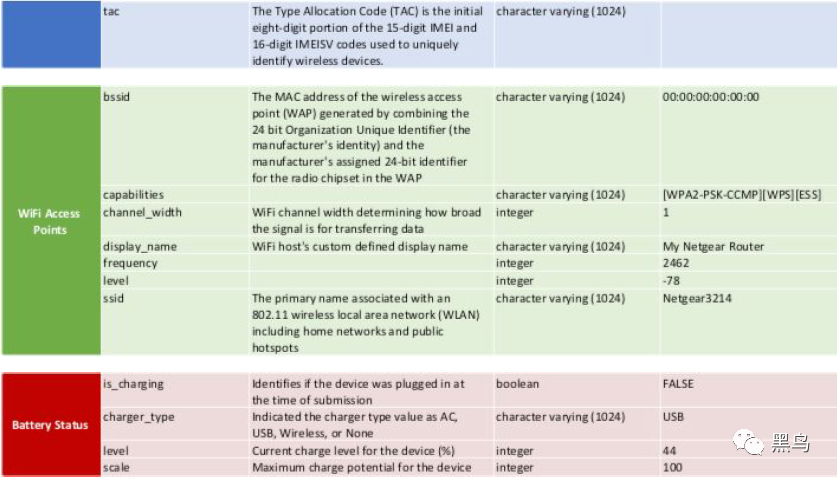 tac The Type Allocation Code (TAC) is the initial character varying (1024)
eight-digit portion of the 15-digit IMEI and
16-digit IMEISV codes used to uniquely
identify wireless devices.
WiFi Access
Points
bssid The MAC address of the wireless access character varying (1024) 00:00:00:00:00:00
point (WAP) generated by combining the
24 bit Organization Unique Identifier (the
manufacturer's identity) and the
manufacturer's assigned 24-bit identifier
for the radio chipset in the WAP
capabilities character varying (1024) [WPA2-PSK-CCMP][WPS][ESS]
channel_width WiFi channel width determining how broad integer 1
the signal is for transferring data
display_name WiFi host's custom defined display name character varying (1024) My Netgear Router
frequency integer 2462
level integer -78
ssid The primary name associated with an character varying (1024) Netgear3214
802.11 wireless local area network (WLAN)
including home networks and public
hotspots
Battery Status
is_charging Identifies if the device was plugged in at boolean FALSE
the time of submission
charger_type Indicated the charger type value as AC, character varying (1024) USB
USB, Wireless, or None
level Current charge level for the device (%) integer 44
scale Maximum charge potential for the device integer 100
黑鸟